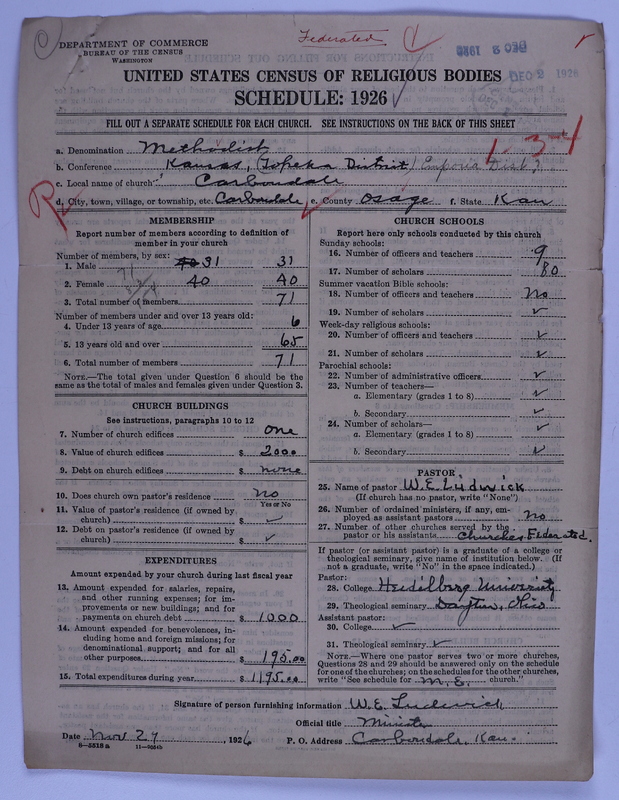 Federated
DEPARTMENT OF COMMERCE
BUREAU OF THE CENSUS
WASHINGTON
DEC 2 1926
UNITED STATES CENSUS OF RELIGIOUS BODIES
SCHEDULE: 1926
FILL OUT A SEPARATE SCHEDULE FOR EACH CHURCH. SEE INSTRUCTIONS ON THE BACK OF THIS SHEET
1-3-1
a. Denomination Methodist
b. Conference Kansas, (Topeka District) Emporia Dist ?
c. Local name of church Carbondale
d. City, town, village, or township, etc. Carbondale e. County Osage f. State Kan
MEMBERSHIP
Report number of members according to definition of
member in your church
Number of members, by sex:
1. Male 40 31 31
2. Female 40 40
3. Total number of members 71
Number of members under and over 13 years old:
4. Under 13 years of age 6
5. 13 years old and over 65
6. Total number of members 71
NOTE.—The total given under Question 6 should be the
same as the total of males and females given under Question 3.
CHURCH BUILDINGS
See instructions, paragraphs 10 to 12
7. Number of church edifices one
8. Value of church edifices $ 2000
9. Debt on church edifices $ none
10. Does church own pastor's residence No
Yes or No
11. Value of pastor's residence (if owned by
church) $ ✓
12. Debt on pastor's residence (if owned by
church) $ ✓
EXPENDITURES
Amount expended by your church during last fiscal year
13. Amount expended for salaries, repairs,
and other running expenses; for im-
provements or new buildings; and for
payments on church debt $ 1000
14. Amount expended for benevolences, in-
cluding home and foreign missions; for
denominational support; and for all
other purposes $ 195.00
15. Total expenditures during year $ 1195.00
CHURCH SCHOOLS
Report here only schools conducted by this church
Sunday schools:
16. Number of officers and teachers 9
17. Number of scholars 80
Summer vacation Bible schools:
18. Number of officers and teachers No
19. Number of scholars ✓
Week-day religious schools:
20. Number of officers and teachers ✓
21. Number of scholars ✓
Parochial schools:
22. Number of administrative officers ✓
23. Number of teachers—
a. Elementary (grades 1 to 8) ✓
b. Secondary ✓
24. Number of scholars—
a. Elementary (grades 1 to 8) ✓
b. Secondary ✓
PASTOR
25. Name of pastor W. E. Ludwick
(If church has no pastor, write "None")
26. Number of ordained ministers, if any, em-
ployed as assistant pastors No
27. Number of other churches served by the
pastor or his assistants Churches Federated.
If pastor (or assistant pastor) is a graduate of a college or
theological seminary, give name of institution below. (If
not a graduate, write "No" in the space indicated.)
Pastor:
28. College Heidilberg University
29. Theological seminary Dayton, Ohio
Assistant pastor:
30. College ✓
31. Theological seminary ✓
NOTE.—Where one pastor serves two or more churches,
Questions 28 and 29 should be answered only on the schedule
for one of the churches; on the schedules for the other churches,
write "See schedule for M. E. church."
Signature of person furnishing information W. E. Ludwick
Official title Minister
Date Nov 29, 1926 P. O. Address Carbondale, Kan.
8—5519 a 11—9554b